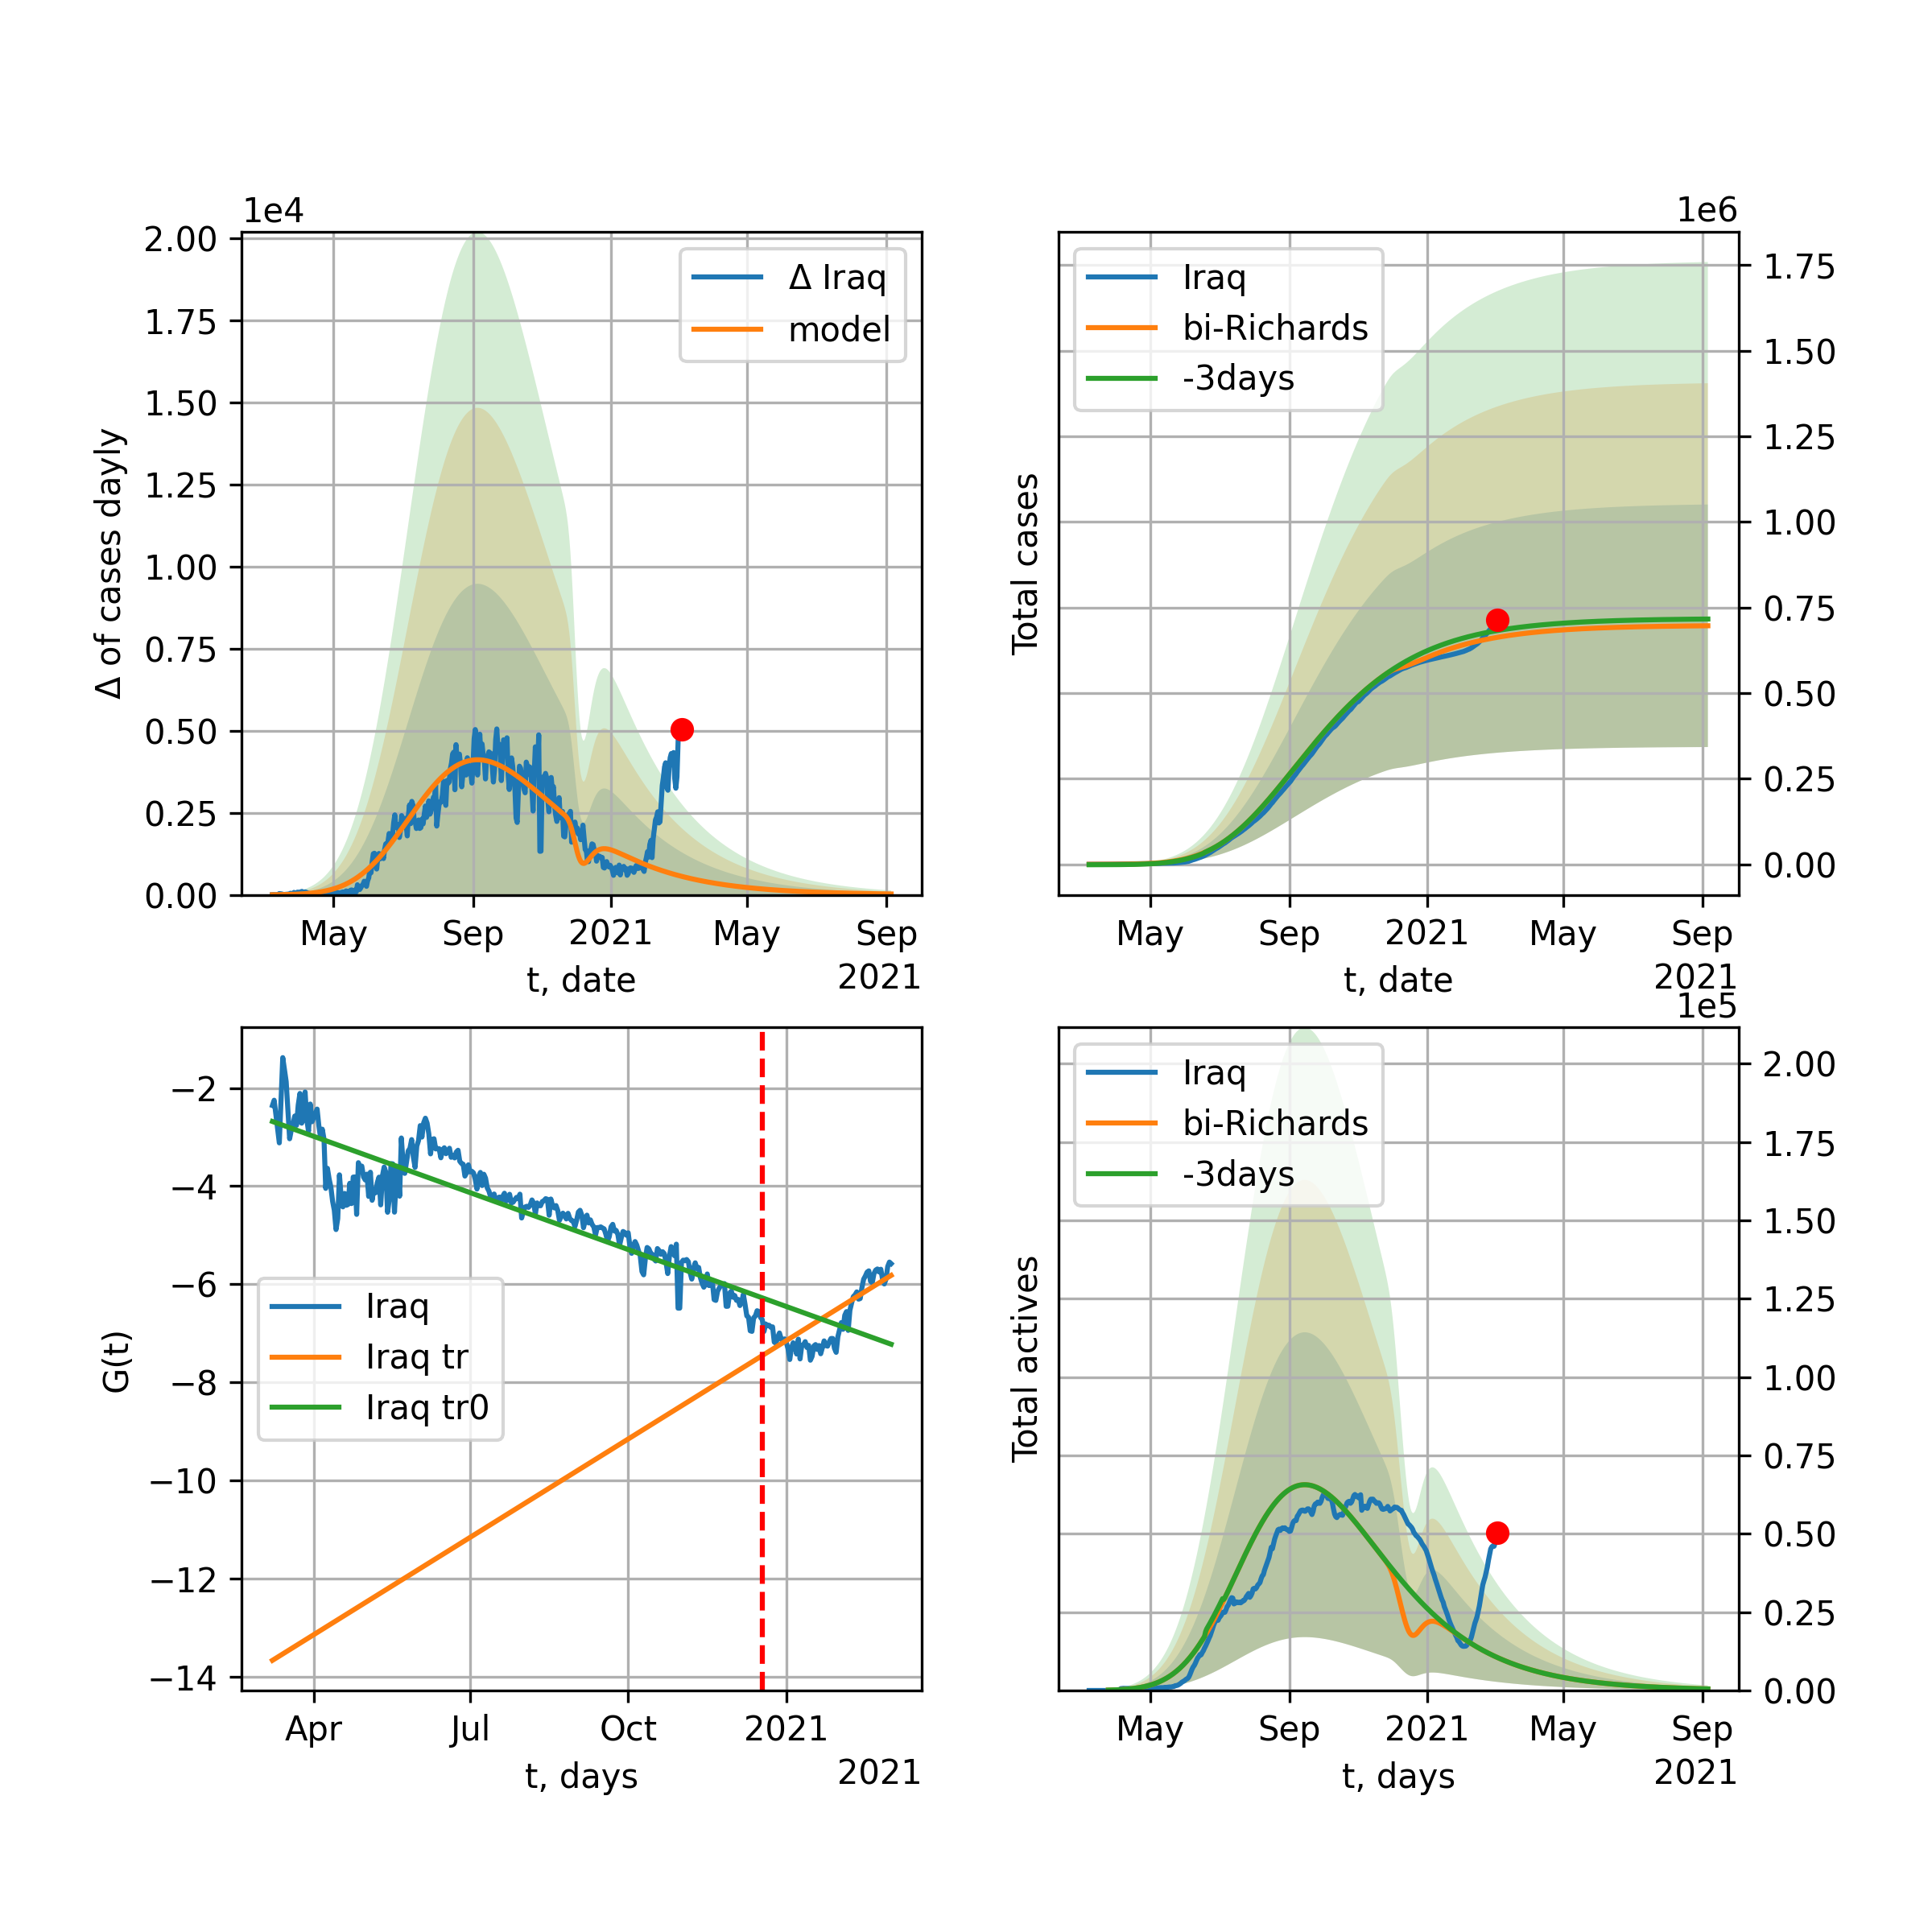 1e4
2.00
1.75
1.50
1.25
1.00
0.75
0.50
0.25
0.00
Δ of cases dayly
Δ Iraq
model
May Sep 2021 May Sep
t, date
2021
1e6
Total cases
Iraq
bi-Richards
-3days
1.75
1.50
1.25
1.00
0.75
0.50
0.25
0.00
May Sep 2021 May Sep
t, date
2021
−2
−4
−6
−8
−10
−12
−14
G(t)
Iraq
Iraq tr
Iraq tr0
Apr Jul Oct 2021
t, days
2021
1e5
Total actives
Iraq
bi-Richards
-3days
2.00
1.75
1.50
1.25
1.00
0.75
0.50
0.25
0.00
May Sep 2021 May Sep
t, days
2021